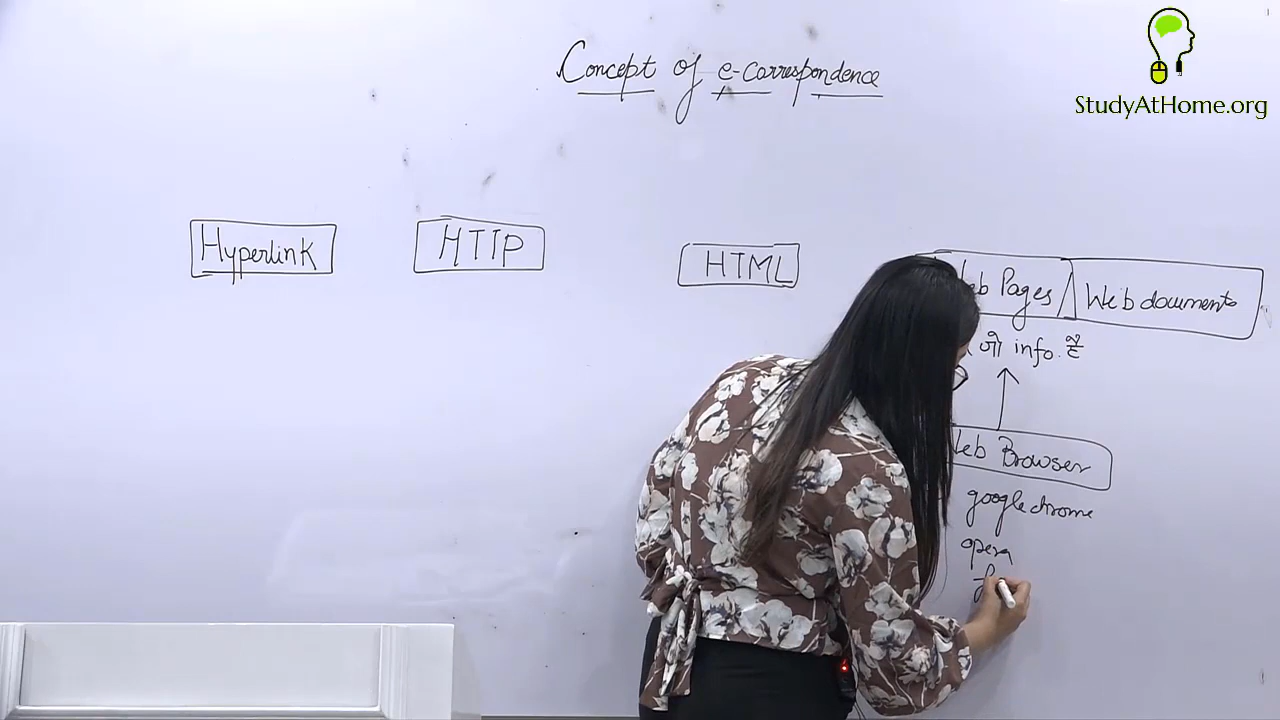 Concept of e-correspondence
StudyAtHome.org
Hyperlink
HTTP
HTML
Web Pages / Web documents
जो info. है
Web Browser
google chrome
opera